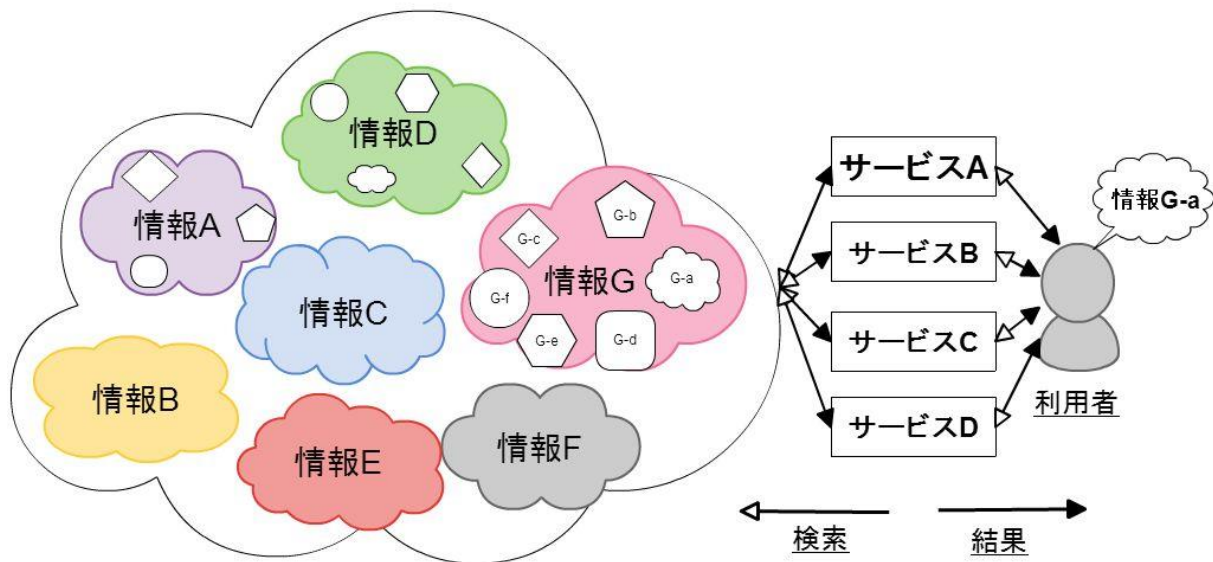 情報D
情報A
情報C
情報B
情報E
情報F
情報G
G-b
G-c
G-a
G-f
G-e
G-d
サービスA
サービスB
サービスC
サービスD
情報G-a
利用者
検索
結果